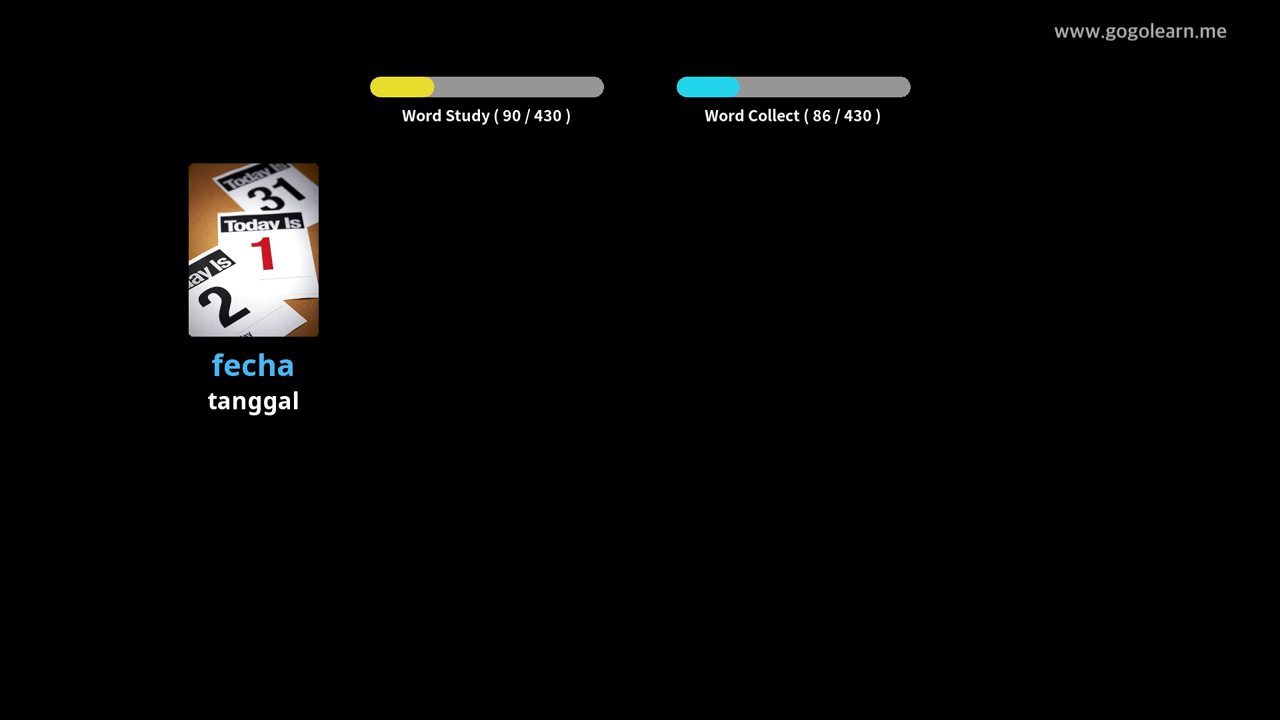 www.gogolearn.me
Word Study ( 90 / 430 )
Word Collect ( 86 / 430 )
Today Is
31
Today Is
1
ay Is
2
fecha
tanggal